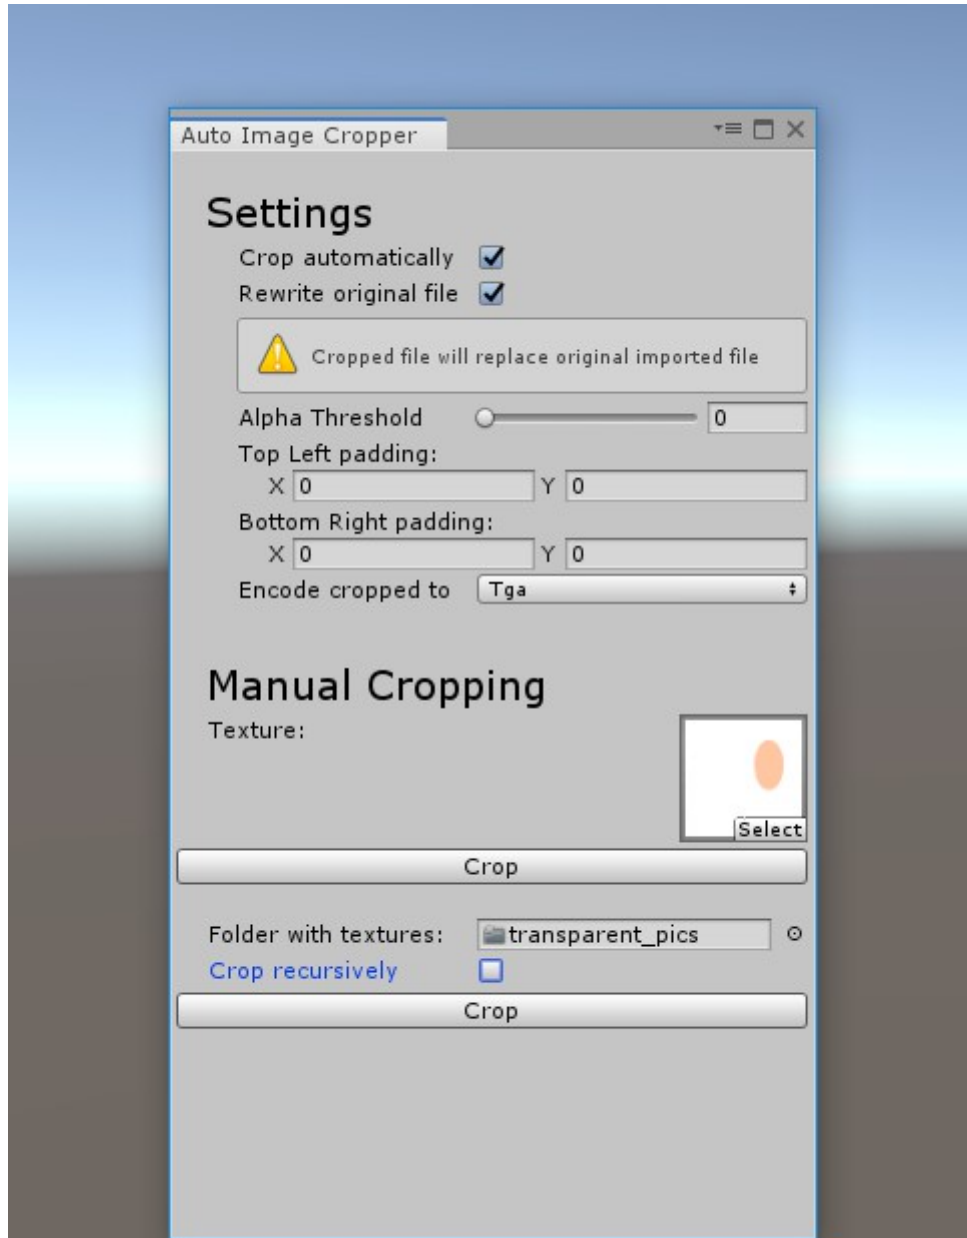 Auto Image Cropper
Settings
Crop automatically
Rewrite original file
Cropped file will replace original imported file
Alpha Threshold 0
Top Left padding:
X 0 Y 0
Bottom Right padding:
X 0 Y 0
Encode cropped to Tga
Manual Cropping
Texture:
Select
Crop
Folder with textures: transparent_pics
Crop recursively
Crop